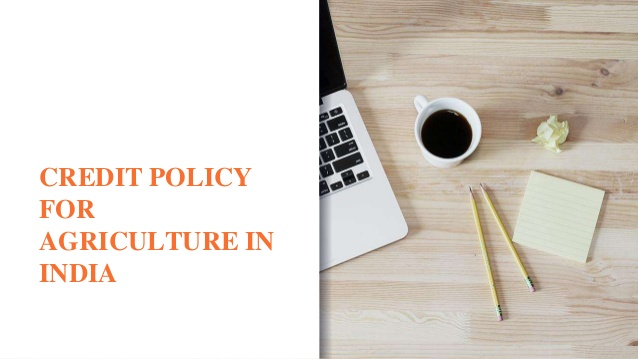 CREDIT POLICY
FOR
AGRICULTURE IN
INDIA